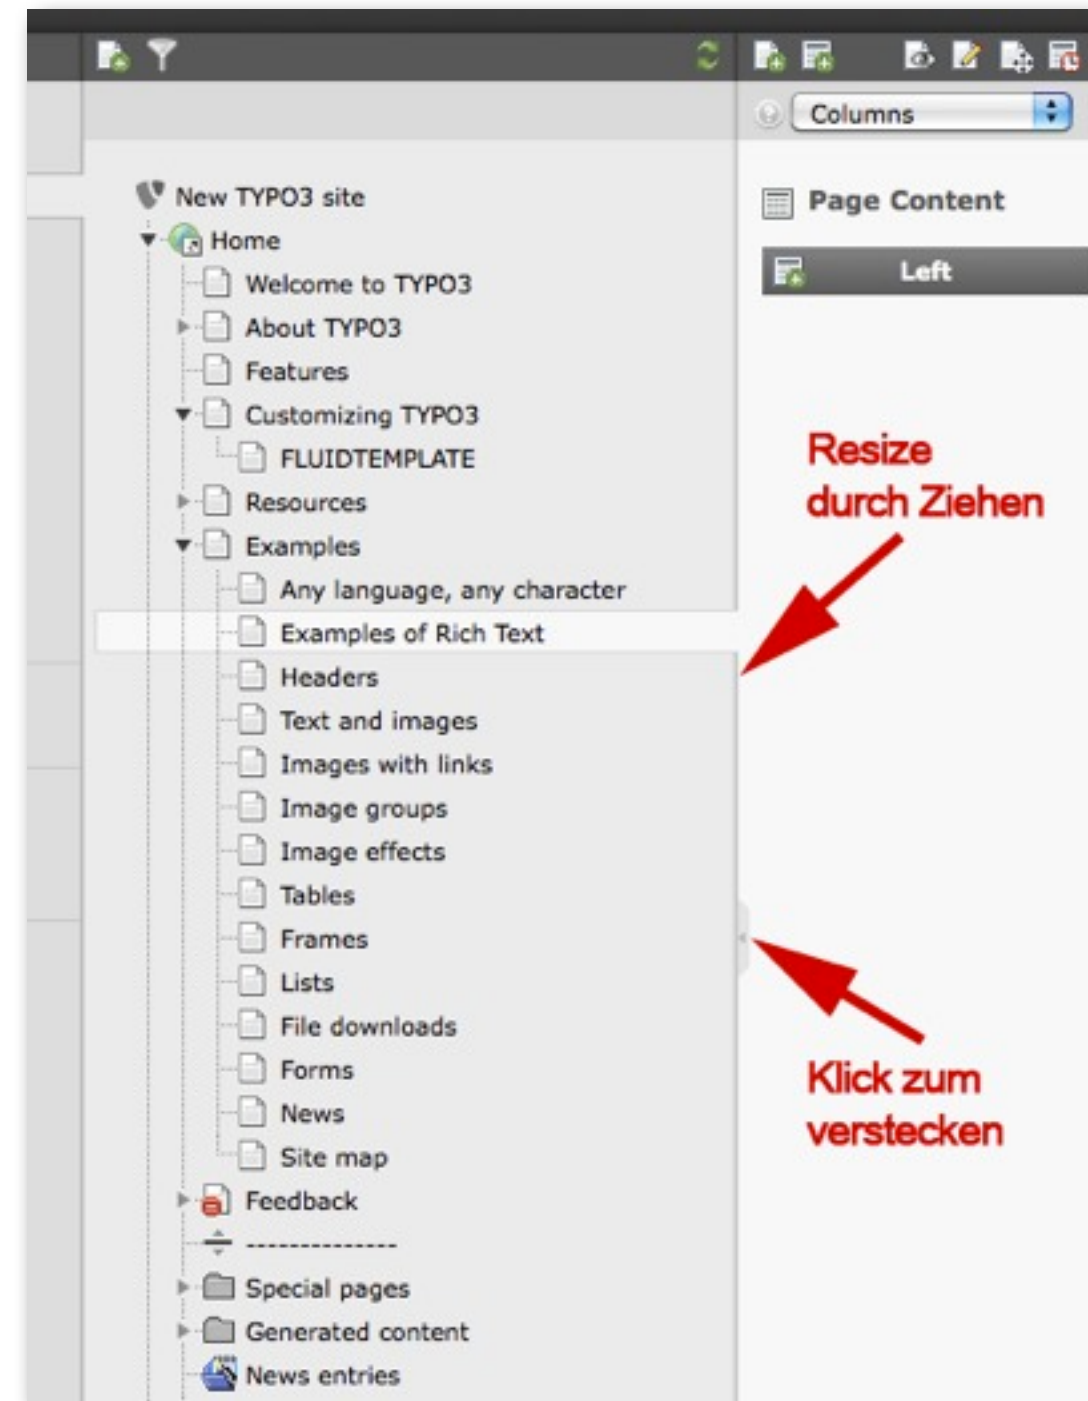 Columns
New TYPO3 site
Page Content
Home
Left
Welcome to TYPO3
About TYPO3
Features
Customizing TYPO3
FLUIDTEMPLATE
Resources
Examples
Any language, any character
Examples of Rich Text
Headers
Text and images
Images with links
Image groups
Image effects
Tables
Frames
Lists
File downloads
Forms
News
Site map
Feedback
--------------
Special pages
Generated content
News entries
Resize
durch Ziehen
Klick zum
verstecken